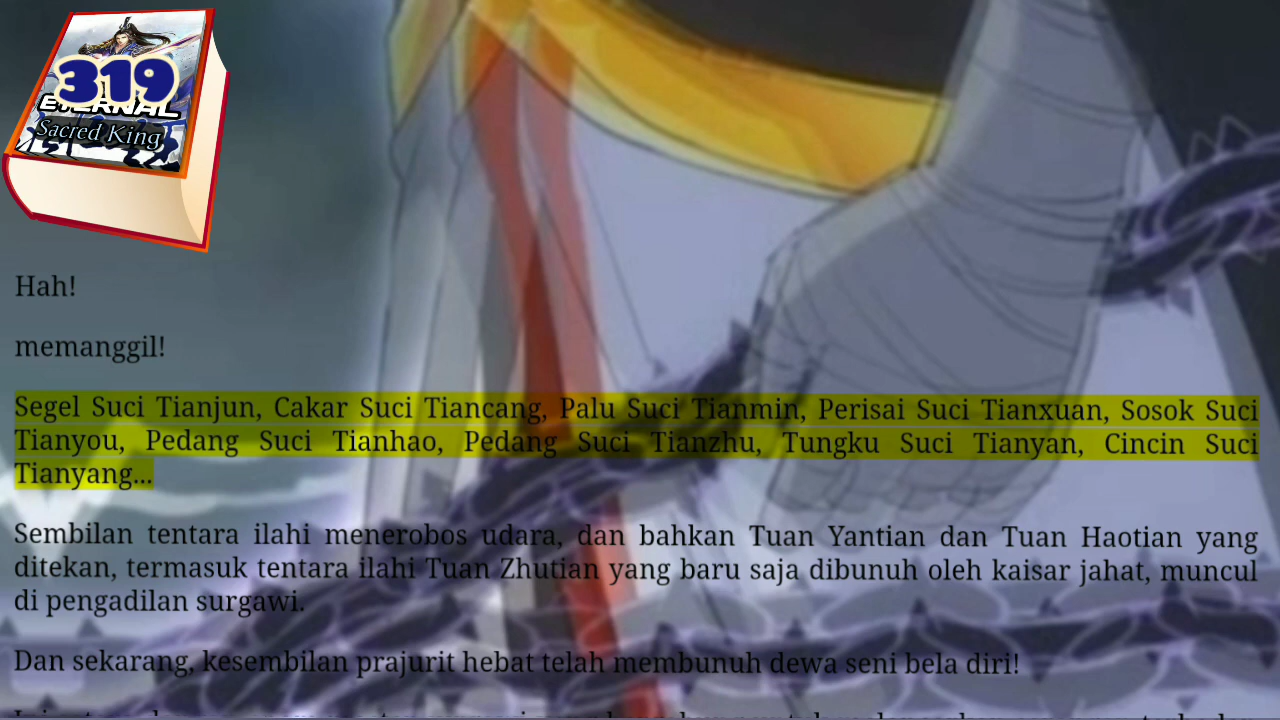 319
ETERNAL
Sacred King
Hah!
memanggil!
Segel Suci Tianjun, Cakar Suci Tiancang, Palu Suci Tianmin, Perisai Suci Tianxuan, Sosok Suci
Tianyou, Pedang Suci Tianhao, Pedang Suci Tianzhu, Tungku Suci Tianyan, Cincin Suci
Tianyang...
Sembilan tentara ilahi menerobos udara, dan bahkan Tuan Yantian dan Tuan Haotian yang
ditekan, termasuk tentara ilahi Tuan Zhutian yang baru saja dibunuh oleh kaisar jahat, muncul
di pengadilan surgawi.
Dan sekarang, kesembilan prajurit hebat telah membunuh dewa seni bela diri!